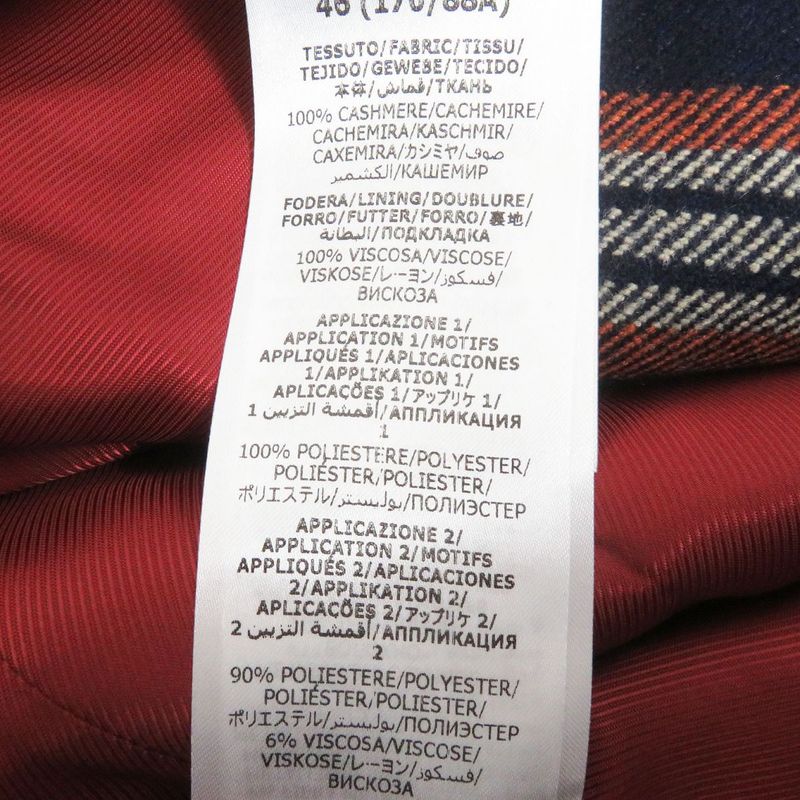 46 (170/88A)
TESSUTO/FABRIC/TISSU/
TEJIDO/GEWEBE/TECIDO/
本体/قماش/ТКАНЬ
100% CASHMERE/CACHEMIRE/
CACHEMIRA/KASCHMIR/
CAXEMIRA/カシミヤ/صوف
الكشمير/КАШЕМИР
FODERA/LINING/DOUBLURE/
FORRO/FUTTER/FORRO/裏地/
البطانة/ПОДКЛАДКА
100% VISCOSA/VISCOSE/
VISKOSE/レーヨン/فسكوز/
ВИСКОЗА
APPLICAZIONE 1/
APPLICATION 1/MOTIFS
APPLIQUÉS 1/APLICACIONES
1/APPLIKATION 1/
APLICAÇÕES 1/アップリケ 1/
أقمشة التزيين 1/АППЛИКАЦИЯ
1
100% POLIESTERE/POLYESTER/
POLIÉSTER/POLIESTER/
ポリエステル/بوليستر/ПОЛИЭСТЕР
APPLICAZIONE 2/
APPLICATION 2/MOTIFS
APPLIQUÉS 2/APLICACIONES
2/APPLIKATION 2/
APLICAÇÕES 2/アップリケ 2/
أقمشة التزيين 2/АППЛИКАЦИЯ
2
90% POLIESTERE/POLYESTER/
POLIÉSTER/POLIESTER/
ポリエステル/بوليستر/ПОЛИЭСТЕР
6% VISCOSA/VISCOSE/
VISKOSE/レーヨン/فسكوز/
ВИСКОЗА